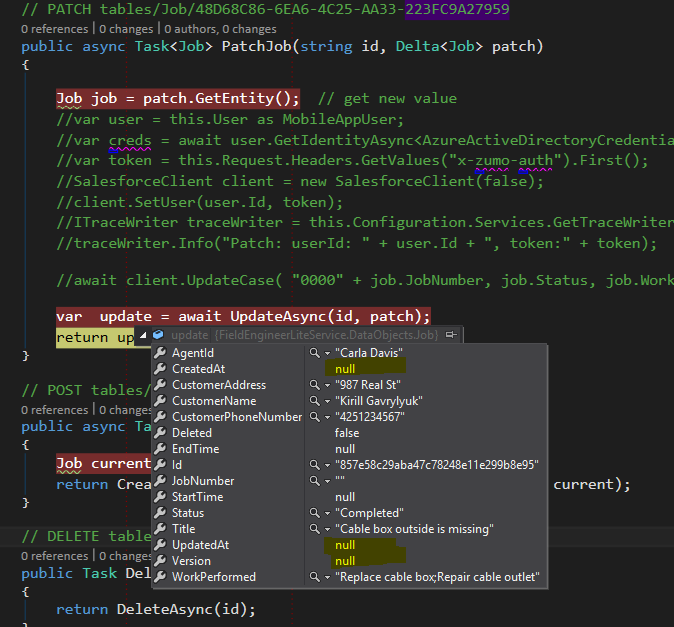 // PATCH tables/Job/48D68C86-6EA6-4C25-AA33-223FC9A27959
0 references | 0 changes | 0 authors, 0 changes
public async Task<Job> PatchJob(string id, Delta<Job> patch)
{
Job job = patch.GetEntity();  // get new value
//var user = this.User as MobileAppUser;
//var creds = await user.GetIdentityAsync<AzureActiveDirectoryCredentia
//var token = this.Request.Headers.GetValues("x-zumo-auth").First();
//SalesforceClient client = new SalesforceClient(false);
//client.SetUser(user.Id, token);
//ITraceWriter traceWriter = this.Configuration.Services.GetTraceWriter
//traceWriter.Info("Patch: userId: " + user.Id + ", token:" + token);
//await client.UpdateCase( "0000" + job.JobNumber, job.Status, job.Work
var  update = await UpdateAsync(id, patch);
return up
update {FieldEngineerLiteService.DataObjects.Job}
}
AgentId "Carla Davis"
CreatedAt null
CustomerAddress "987 Real St"
CustomerName "Kirill Gavrylyuk"
CustomerPhoneNumber "4251234567"
Deleted false
EndTime null
Id "857e58c29aba47c78248e11e299b8e95"
JobNumber ""
StartTime null
Status "Completed"
Title "Cable box outside is missing"
UpdatedAt null
Version null
WorkPerformed "Replace cable box;Repair cable outlet"
// POST tables/
0 references | 0 changes
public async Ta
{
Job current
return Crea current);
}
// DELETE table
0 references | 0 changes
public Task Del
{
return DeleteAsync(id);
}